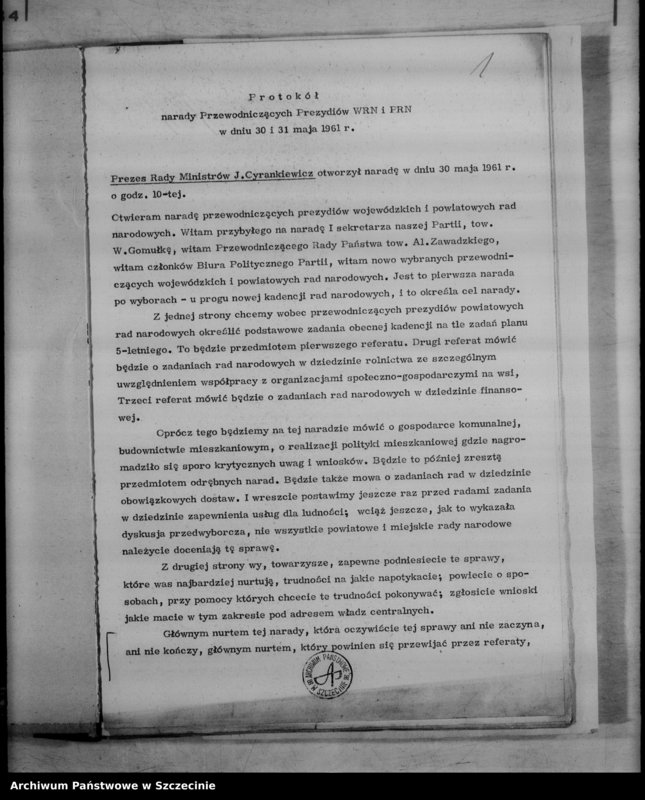 4
1
P r o t o k ó ł
narady Przewodniczących Prezydiów WRN i PRN
w dniu 30 i 31 maja 1961 r.
Prezes Rady Ministrów J.Cyrankiewicz otworzył naradę w dniu 30 maja 1961 r.
o godz. 10-tej.
Otwieram naradę przewodniczących prezydiów wojewódzkich i powiatowych rad
narodowych. Witam przybyłego na naradę I sekretarza naszej Partii, tow.
W.Gomułkę, witam Przewodniczącego Rady Państwa tow. Al.Zawadzkiego,
witam członków Biura Politycznego Partii, witam nowo wybranych przewodni-
czących wojewódzkich i powiatowych rad narodowych. Jest to pierwsza narada
po wyborach - u progu nowej kadencji rad narodowych, i to określa cel narady.
Z jednej strony chcemy wobec przewodniczących prezydiów powiatowych
rad narodowych określić podstawowe zadania obecnej kadencji na tle zadań planu
5-letniego. To będzie przedmiotem pierwszego referatu. Drugi referat mówić
będzie o zadaniach rad narodowych w dziedzinie rolnictwa ze szczególnym
uwzględnieniem współpracy z organizacjami społeczno-gospodarczymi na wsi,
Trzeci referat mówić będzie o zadaniach rad narodowych w dziedzinie finanso-
wej.
Oprócz tego będziemy na tej naradzie mówić o gospodarce komunalnej,
budownictwie mieszkaniowym, o realizacji polityki mieszkaniowej gdzie nagro-
madziło się sporo krytycznych uwag i wniosków. Będzie to później zresztą
przedmiotem odrębnych narad. Będzie także mowa o zadaniach rad w dziedzinie
obowiązkowych dostaw. I wreszcie postawimy jeszcze raz przed radami zadania
w dziedzinie zapewnienia usług dla ludności; wciąż jeszcze, jak to wykazała
dyskusja przedwyborcza, nie wszystkie powiatowe i miejskie rady narodowe
należycie doceniają tę sprawę.
Z drugiej strony wy, towarzysze, zapewne podniesiecie te sprawy,
które was najbardziej nurtują, trudności na jakie napotykacie; powiecie o spo-
sobach, przy pomocy których chcecie te trudności pokonywać; zgłosicie wnioski
jakie macie w tym zakresie pod adresem władz centralnych.
Głównym nurtem tej narady, która oczywiście tej sprawy ani nie zaczyna,
ani nie kończy, głównym nurtem, który powinien się przewijać przez referaty,
ARCHIWUM PAŃSTWOWE
W SZCZECINIE
Archiwum Państwowe w Szczecinie